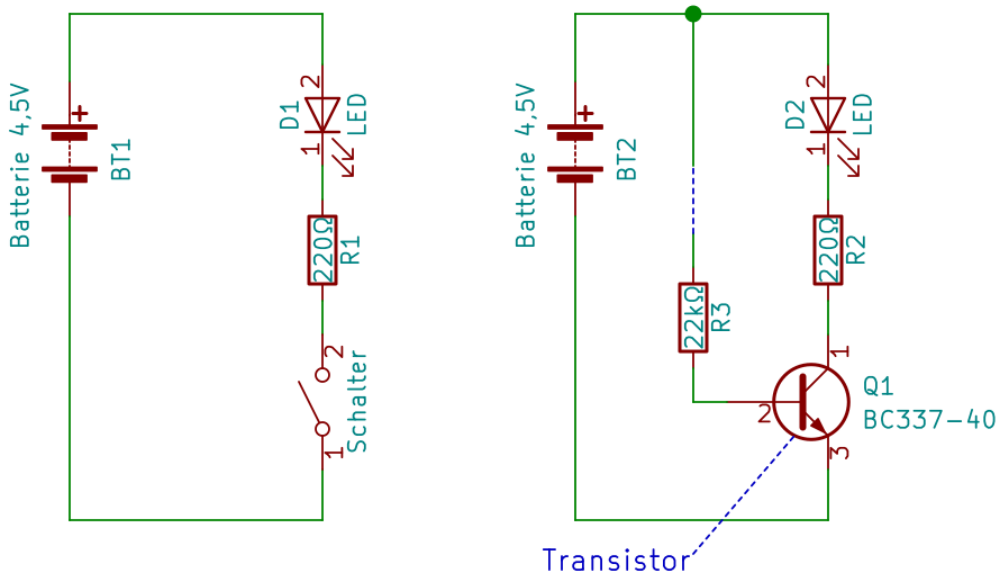 Batterie 4,5V
BT1
2
D1
LED
1
220Ω
R1
2
Schalter
1
Batterie 4,5V
BT2
2
D2
LED
1
220Ω
R2
22kΩ
R3
1
2
Q1
BC337-40
3
Transistor